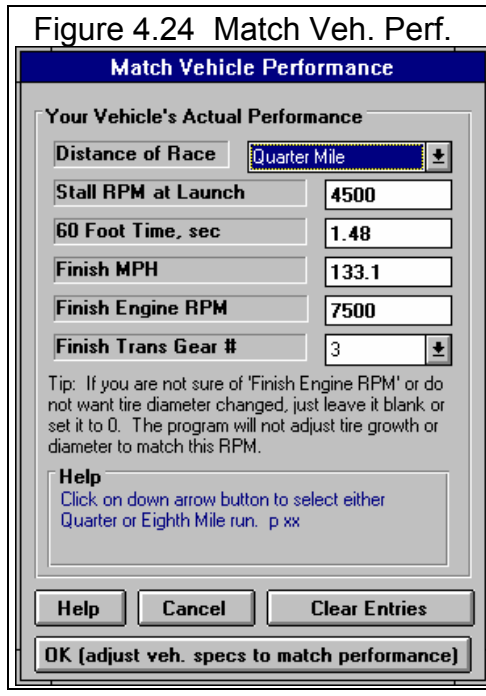 Figure 4.24 Match Veh. Perf.
Match Vehicle Performance
Your Vehicle's Actual Performance
Distance of Race Quarter Mile
Stall RPM at Launch 4500
60 Foot Time, sec 1.48
Finish MPH 133.1
Finish Engine RPM 7500
Finish Trans Gear # 3
Tip: If you are not sure of 'Finish Engine RPM' or do
not want tire diameter changed, just leave it blank or
set it to 0. The program will not adjust tire growth or
diameter to match this RPM.
Help
Click on down arrow button to select either
Quarter or Eighth Mile run. p xx
Help Cancel Clear Entries
OK (adjust veh. specs to match performance)